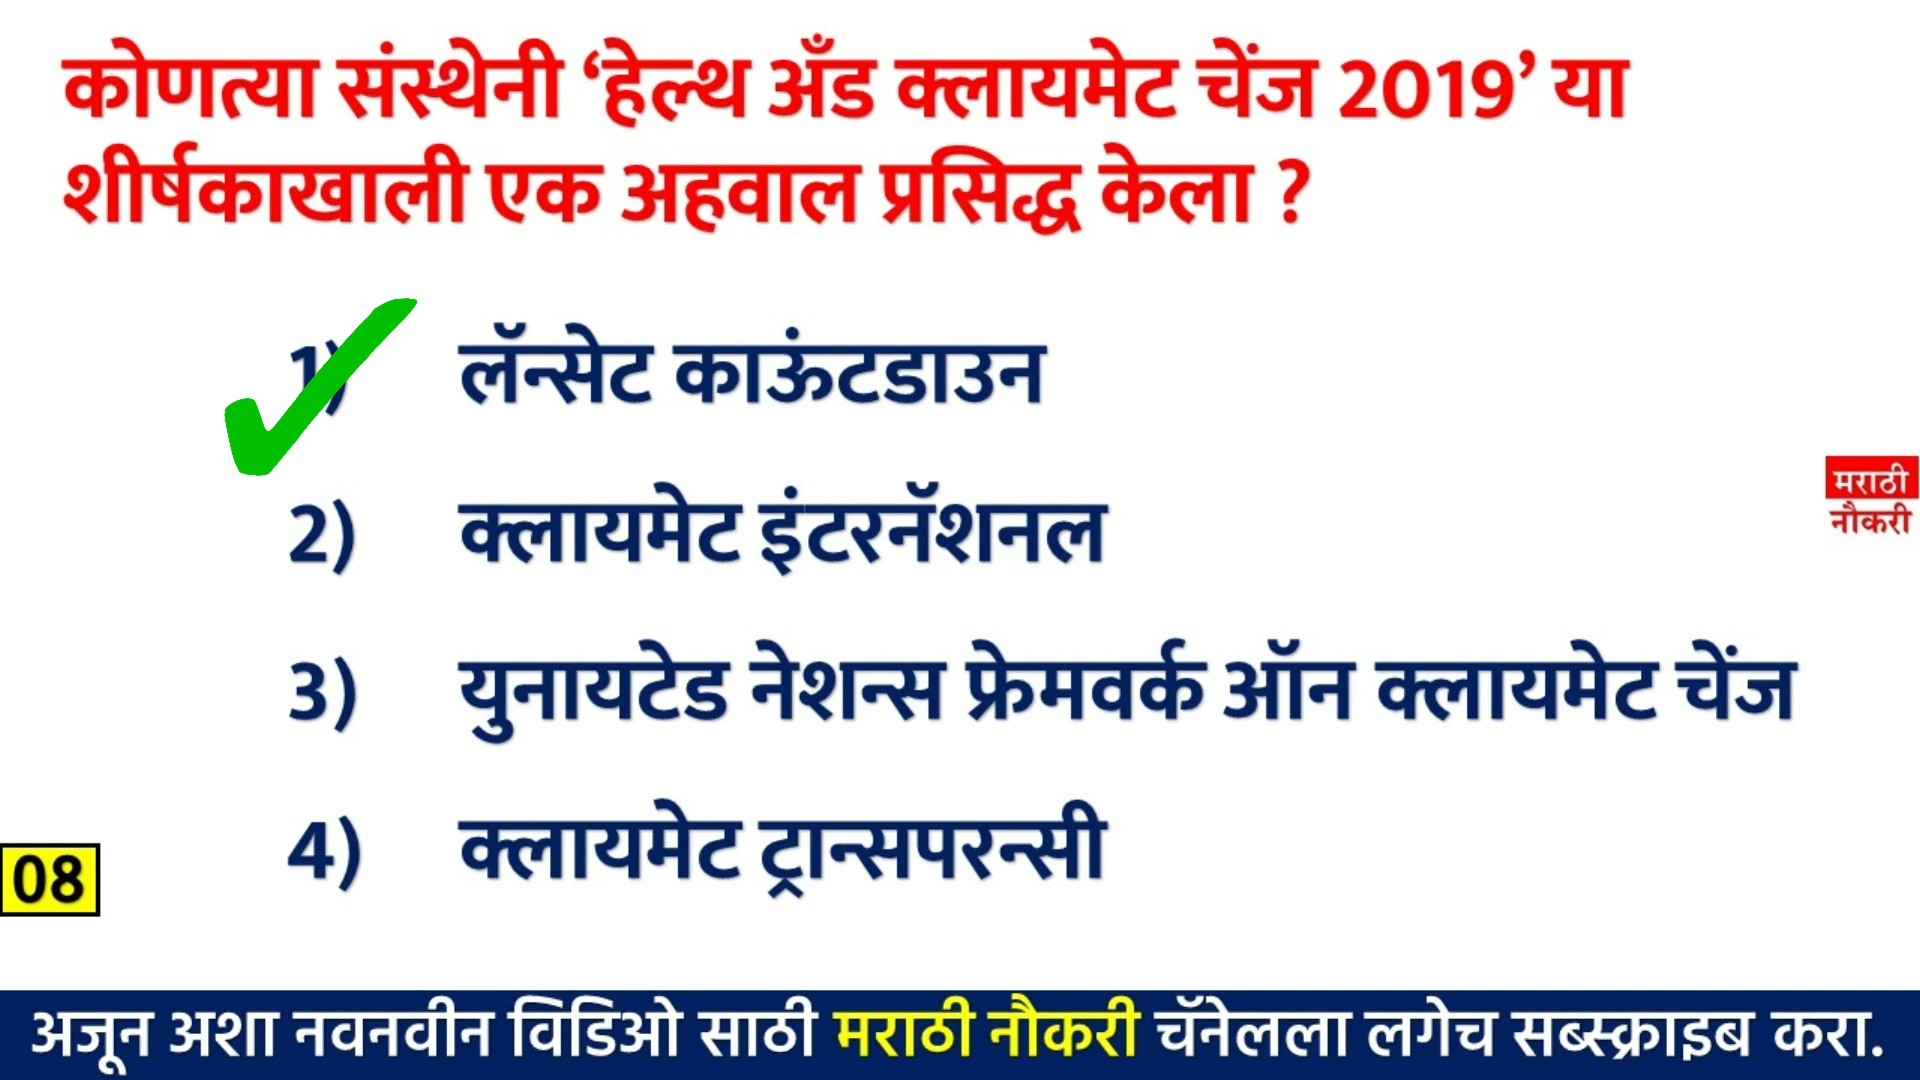 कोणत्या संस्थेनी ‘हेल्थ अँड क्लायमेट चेंज 2019’ या
शीर्षकाखाली एक अहवाल प्रसिद्ध केला ?
1) लॅन्सेट काऊंटडाउन
2) क्लायमेट इंटरनॅशनल
मराठी
नौकरी
3) युनायटेड नेशन्स फ्रेमवर्क ऑन क्लायमेट चेंज
4) क्लायमेट ट्रान्सपरन्सी
08
अजून अशा नवनवीन विडिओ साठी मराठी नौकरी चॅनेलला लगेच सब्स्क्राइब करा.